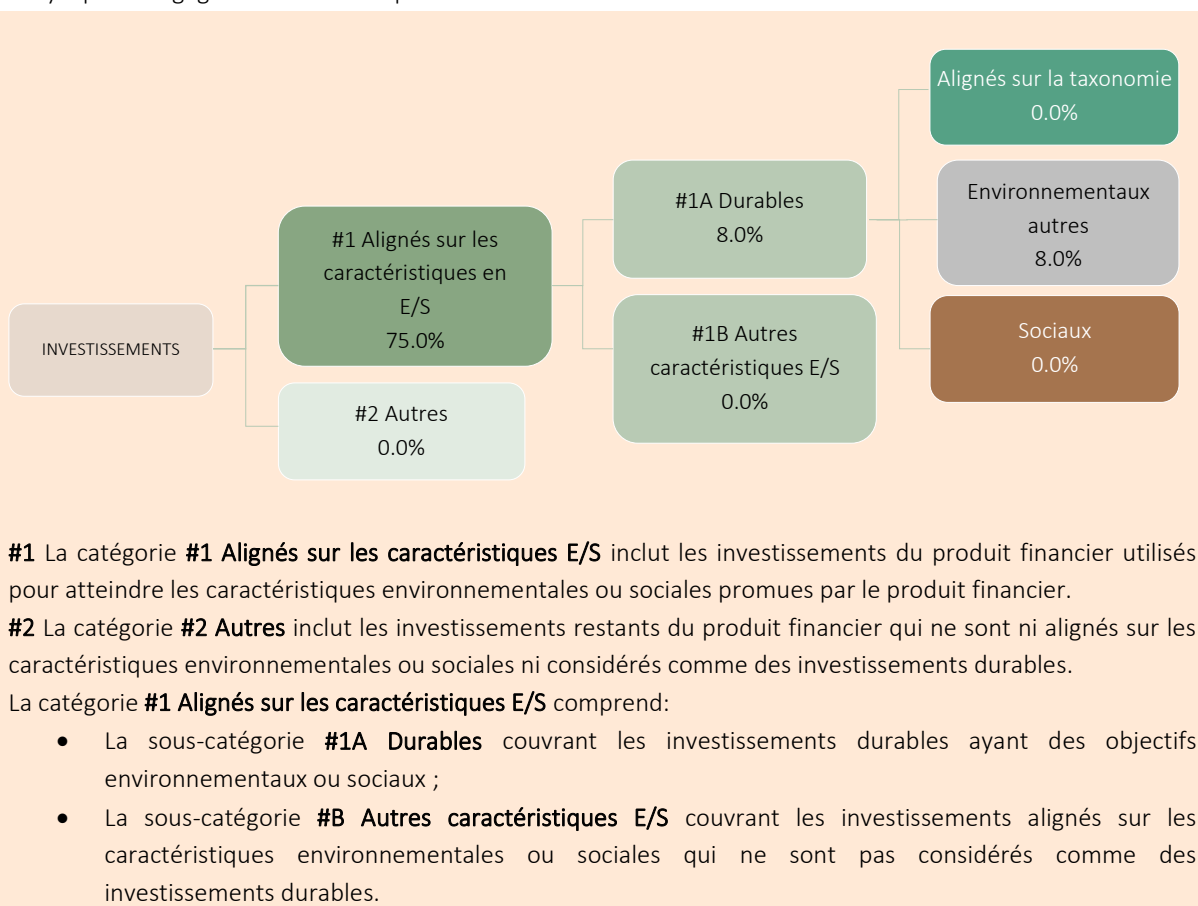 Alignés sur la taxonomie
0.0%
Environnementaux
autres
8.0%
Sociaux
0.0%
#1A Durables
8.0%
#1B Autres
caractéristiques E/S
0.0%
#1 Alignés sur les
caractéristiques en
E/S
75.0%
#2 Autres
0.0%
INVESTISSEMENTS
#1 La catégorie #1 Alignés sur les caractéristiques E/S inclut les investissements du produit financier utilisés
pour atteindre les caractéristiques environnementales ou sociales promues par le produit financier.
#2 La catégorie #2 Autres inclut les investissements restants du produit financier qui ne sont ni alignés sur les
caractéristiques environnementales ou sociales ni considérés comme des investissements durables.
La catégorie #1 Alignés sur les caractéristiques E/S comprend:
• La sous-catégorie #1A Durables couvrant les investissements durables ayant des objectifs
environnementaux ou sociaux ;
• La sous-catégorie #B Autres caractéristiques E/S couvrant les investissements alignés sur les
caractéristiques environnementales ou sociales qui ne sont pas considérés comme des
investissements durables.